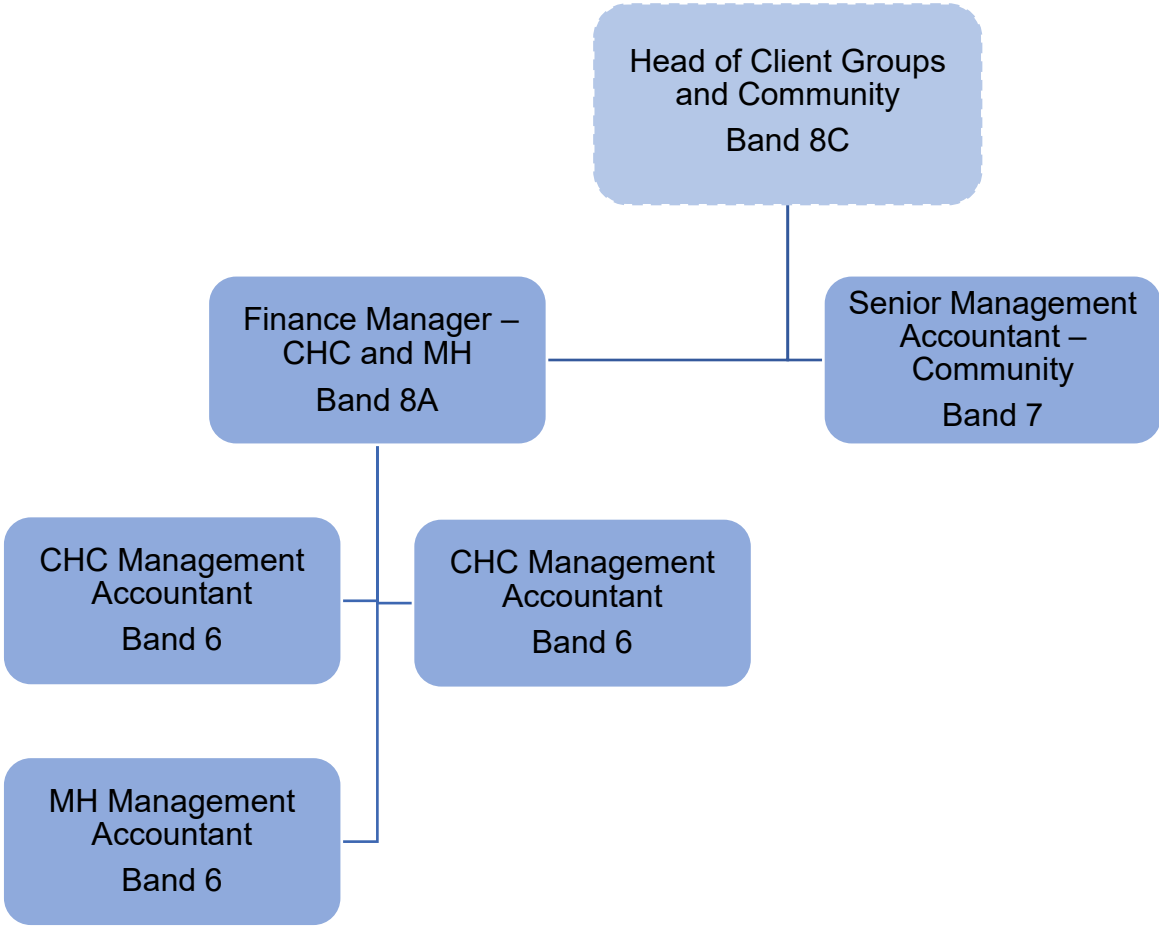 Head of Client Groups
and Community
Band 8C
Finance Manager –
CHC and MH
Band 8A
Senior Management
Accountant –
Community
Band 7
CHC Management
Accountant
Band 6
CHC Management
Accountant
Band 6
MH Management
Accountant
Band 6